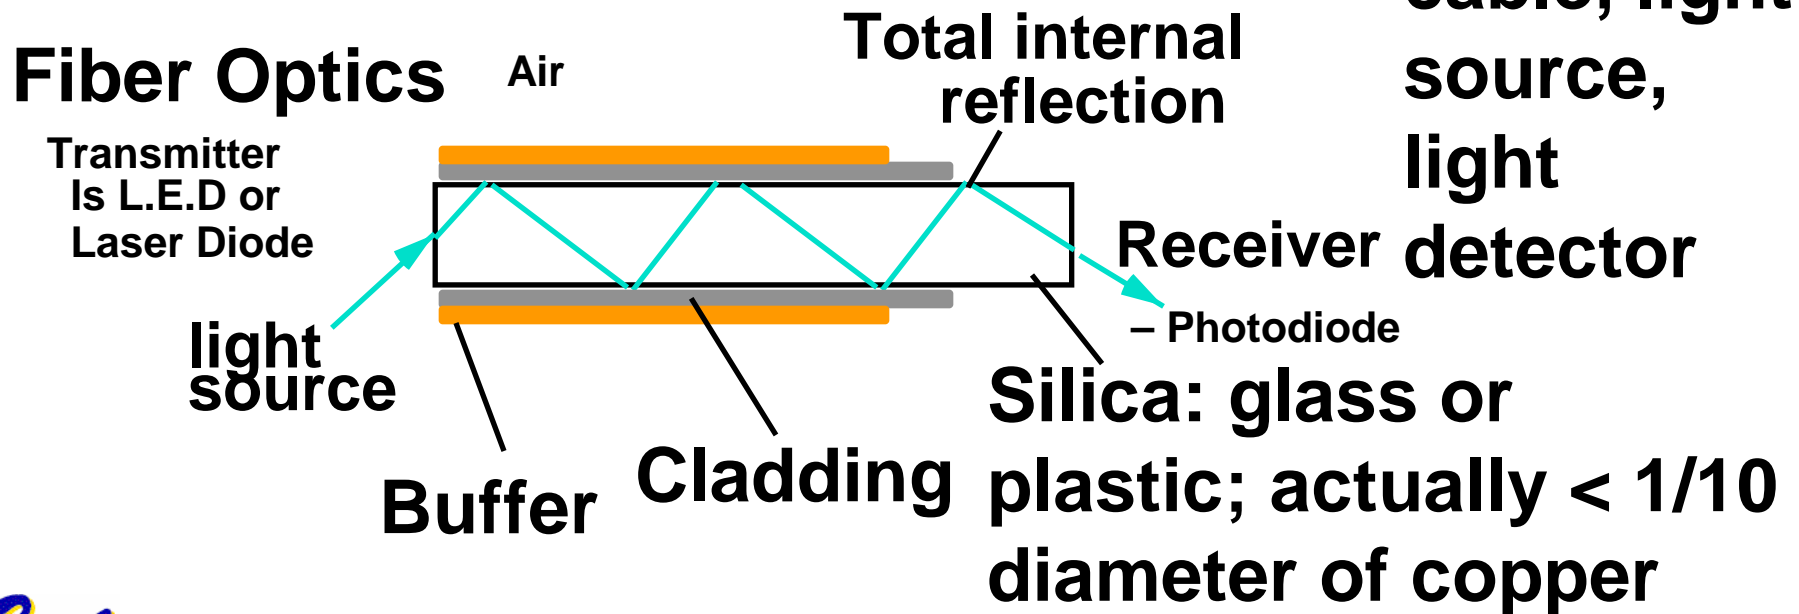 Fiber Optics
Air
Total internal
reflection
Transmitter
Is L.E.D or
Laser Diode
light
source
Buffer
Cladding
Receiver
– Photodiode
Silica: glass or
plastic; actually < 1/10
diameter of copper
source,
light
detector